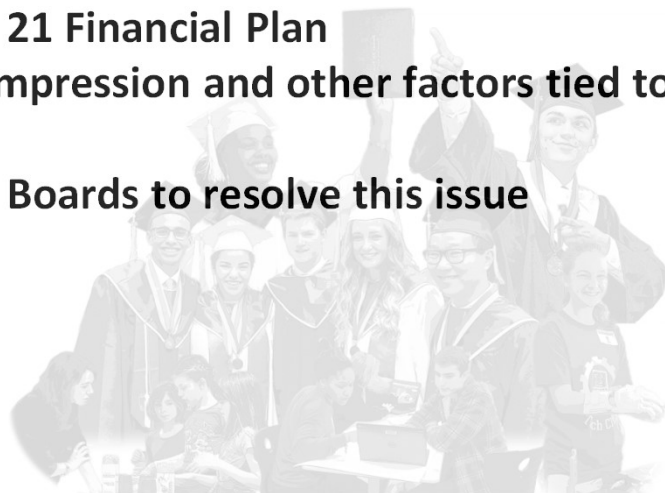 21 Financial Plan
mpression and other factors tied to
Boards to resolve this issue